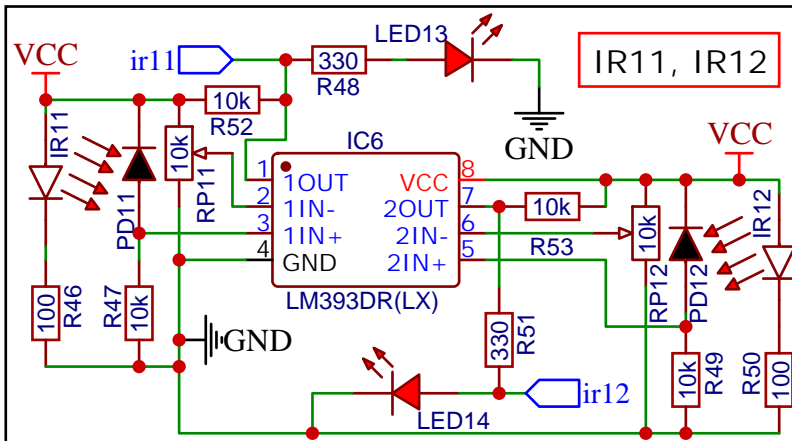 ir11
330
R48
LED13
IR11, IR12
VCC
10k
R52
GND
IR11
PD11
10k
RP11
IC6
1 1OUT VCC 8
2 1IN- 2OUT 7
3 1IN+ 2IN- 6
4 GND 2IN+ 5
LM393DR(LX)
VCC
10k
R53
10k
RP12
PD12
IR12
100
R46
R47
10k
GND
330
R51
LED14
ir12
10k
R49
R50
100